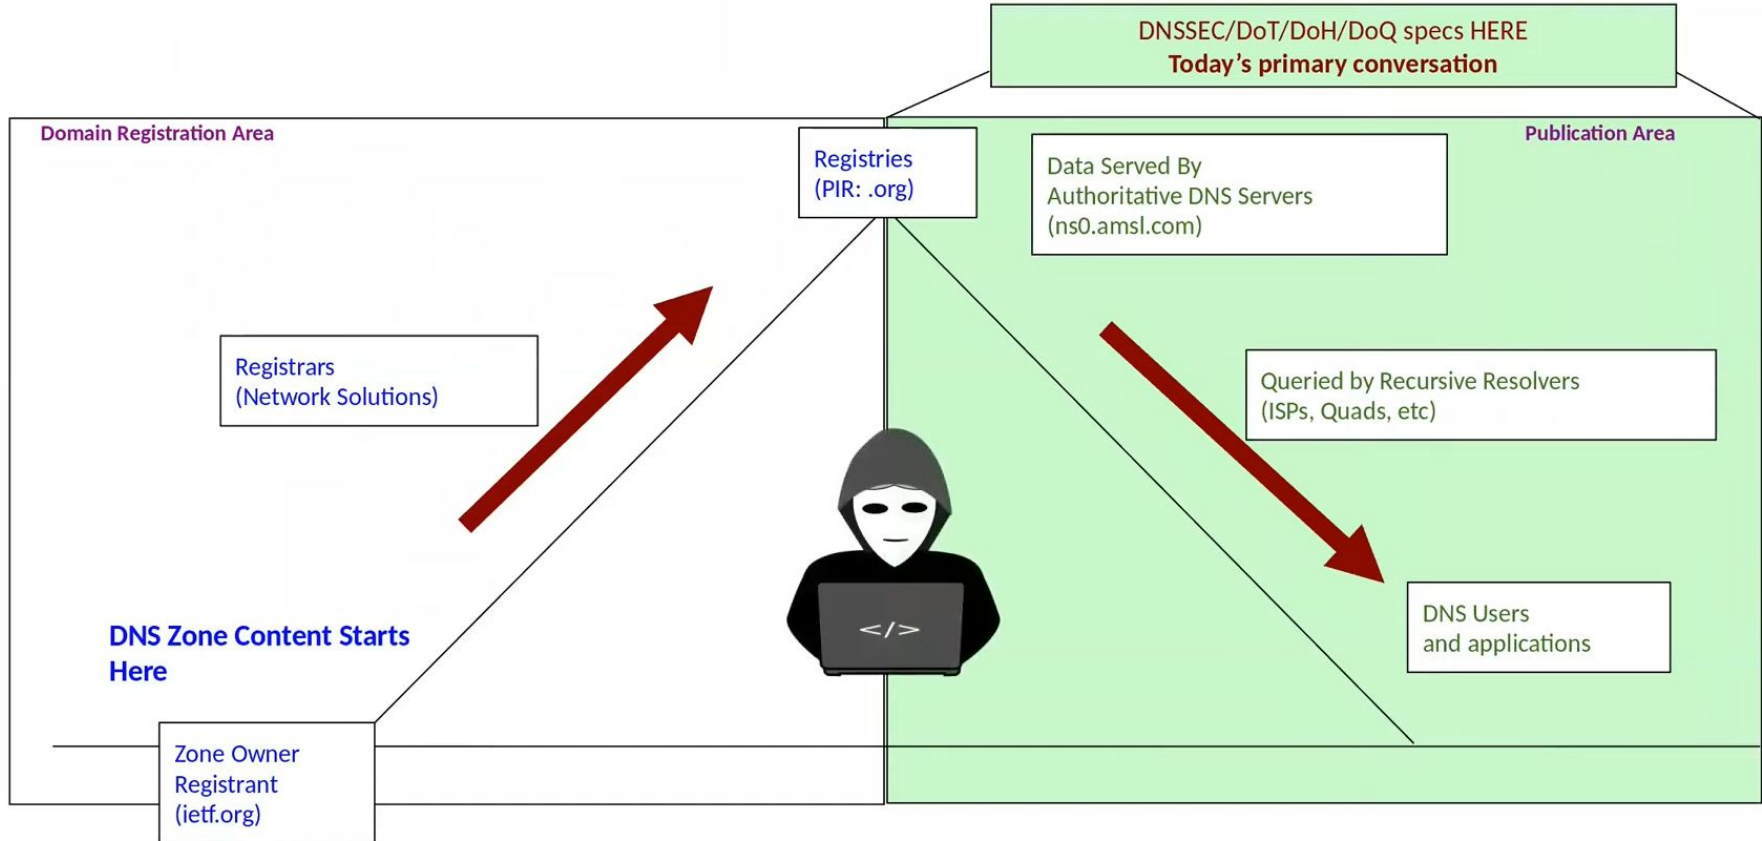 DNSSEC/DoT/DoH/DoQ specs HERE
Today’s primary conversation
Domain Registration Area
Publication Area
Registries
(PIR: .org)
Data Served By
Authoritative DNS Servers
(ns0.amsl.com)
Registrars
(Network Solutions)
Queried by Recursive Resolvers
(ISPs, Quads, etc)
</>
DNS Users
and applications
DNS Zone Content Starts
Here
Zone Owner
Registrant
(ietf.org)